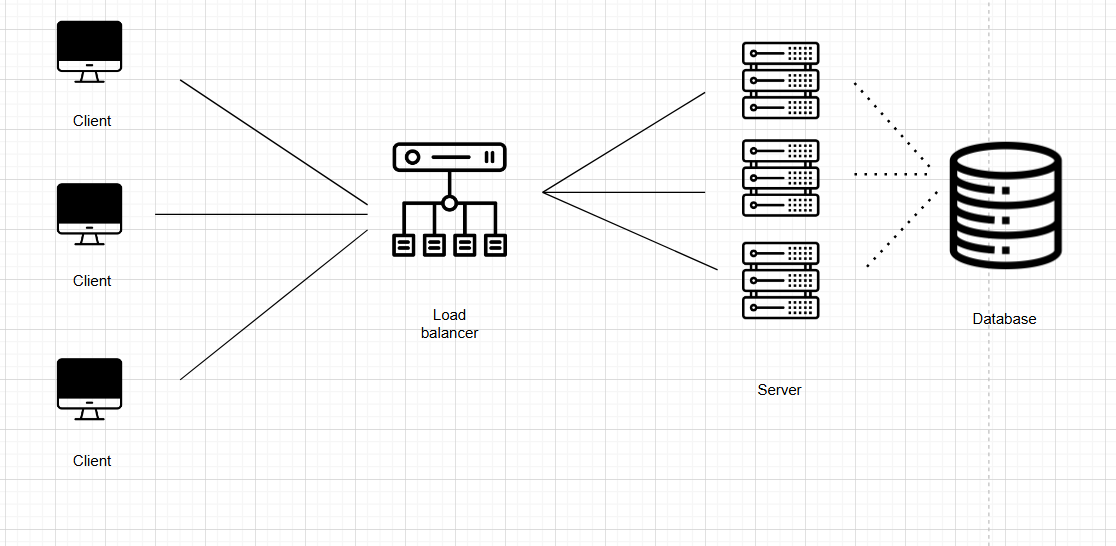 Client
Client
Client
Load
balancer
Server
Database